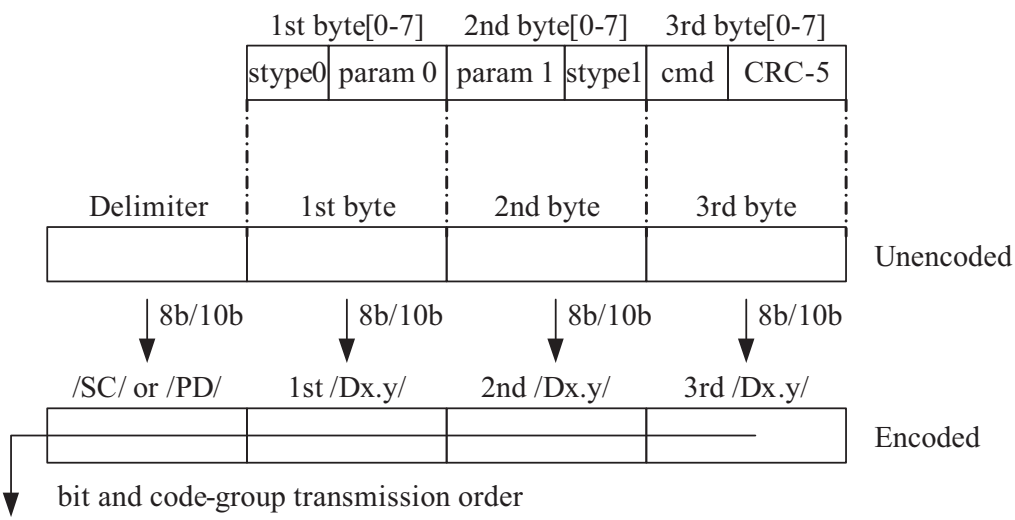 1st byte[0-7] 2nd byte[0-7] 3rd byte[0-7]
stype0 param 0 param 1 stype1 cmd CRC-5
Delimiter 1st byte 2nd byte 3rd byte
Unencoded
8b/10b 8b/10b 8b/10b 8b/10b
/SC/ or /PD/ 1st /Dx.y/ 2nd /Dx.y/ 3rd /Dx.y/
Encoded
bit and code-group transmission order